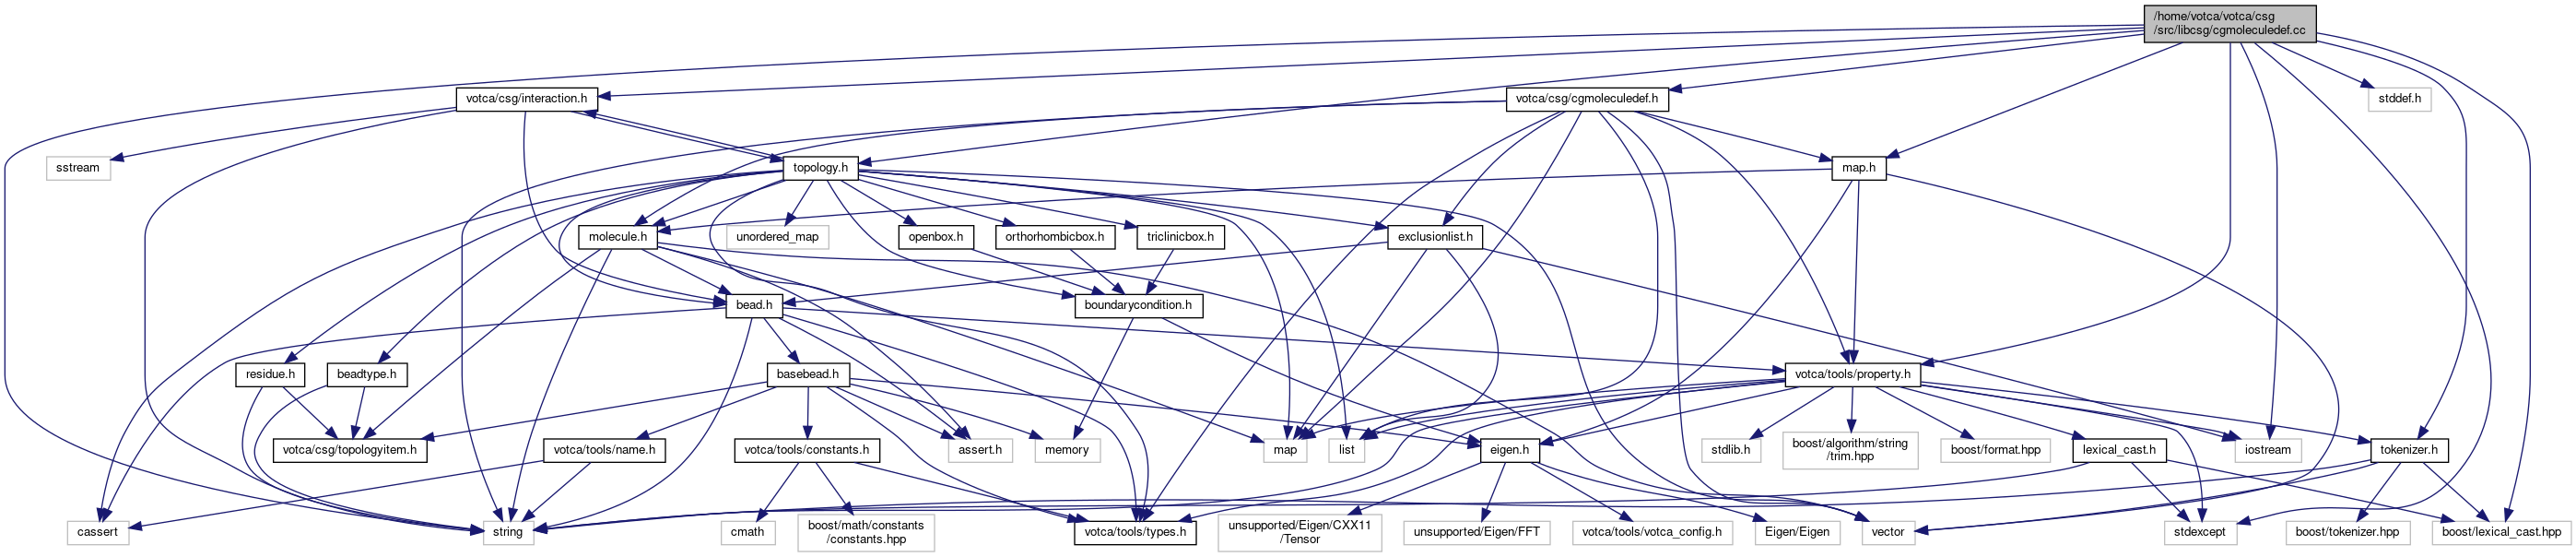 /home/votca/votca/csg
/src/libcsg/cgmoleculedef.cc
votca/csg/interaction.h
votca/csg/cgmoleculedef.h
stddef.h
sstream
topology.h
map.h
molecule.h
unordered_map
openbox.h
orthorhombicbox.h
triclinicbox.h
exclusionlist.h
bead.h
boundarycondition.h
residue.h
beadtype.h
basebead.h
votca/tools/property.h
votca/csg/topologyitem.h
votca/tools/name.h
votca/tools/constants.h
assert.h
memory
map
list
eigen.h
stdlib.h
boost/algorithm/string
/trim.hpp
boost/format.hpp
lexical_cast.h
iostream
tokenizer.h
cassert
string
cmath
boost/math/constants
/constants.hpp
votca/tools/types.h
unsupported/Eigen/CXX11
/Tensor
unsupported/Eigen/FFT
votca/tools/votca_config.h
Eigen/Eigen
vector
stdexcept
boost/tokenizer.hpp
boost/lexical_cast.hpp